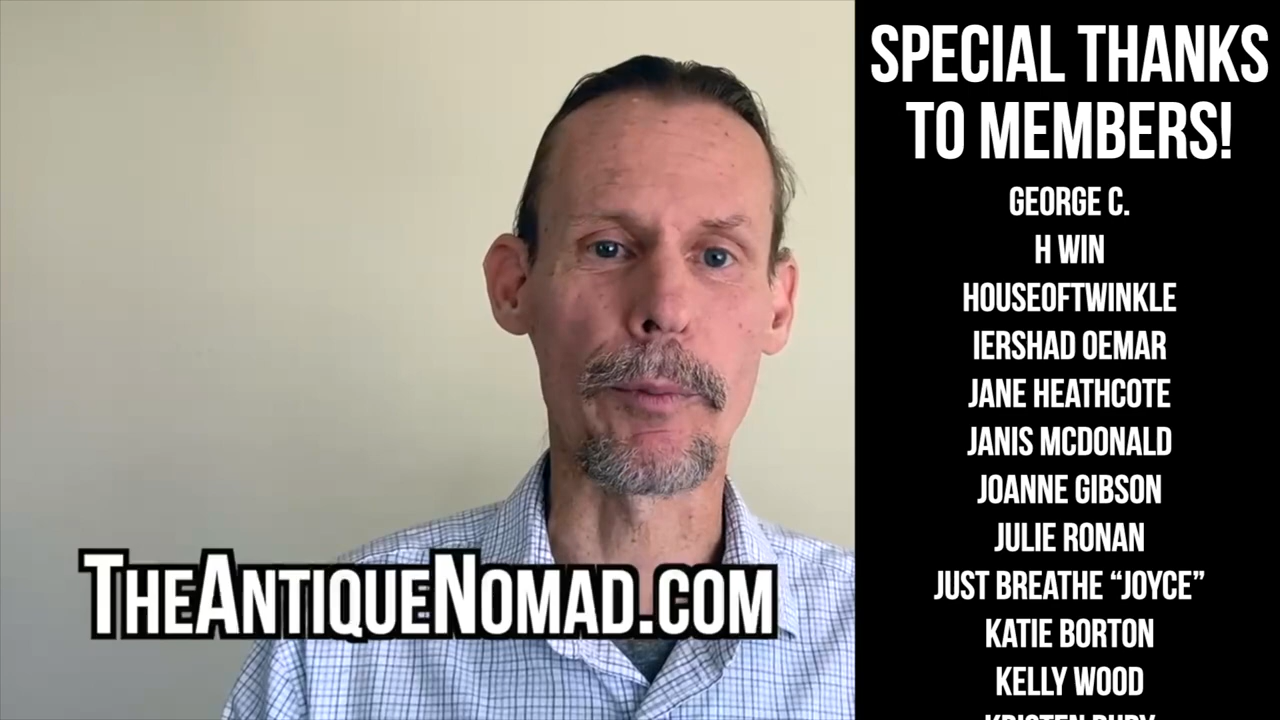 THEANTIQUENOMAD.COM
SPECIAL THANKS
TO MEMBERS!
GEORGE C.
H WIN
HOUSEOFTWINKLE
IERSHAD OEMAR
JANE HEATHCOTE
JANIS MCDONALD
JOANNE GIBSON
JULIE RONAN
JUST BREATHE “JOYCE”
KATIE BORTON
KELLY WOOD
KRISTEN